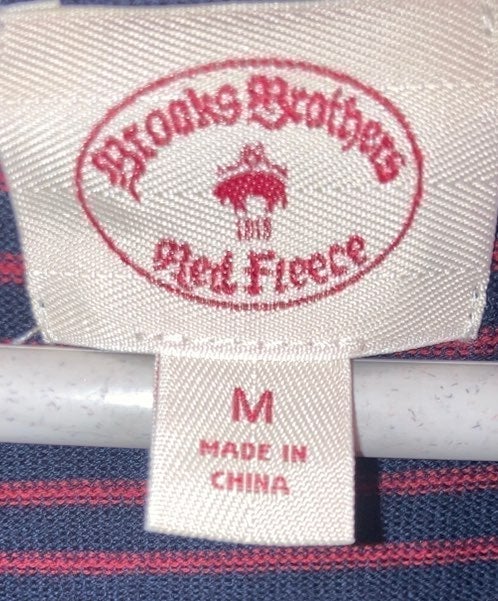 Brooks Brothers
1818
Red Fleece
M
MADE IN
CHINA